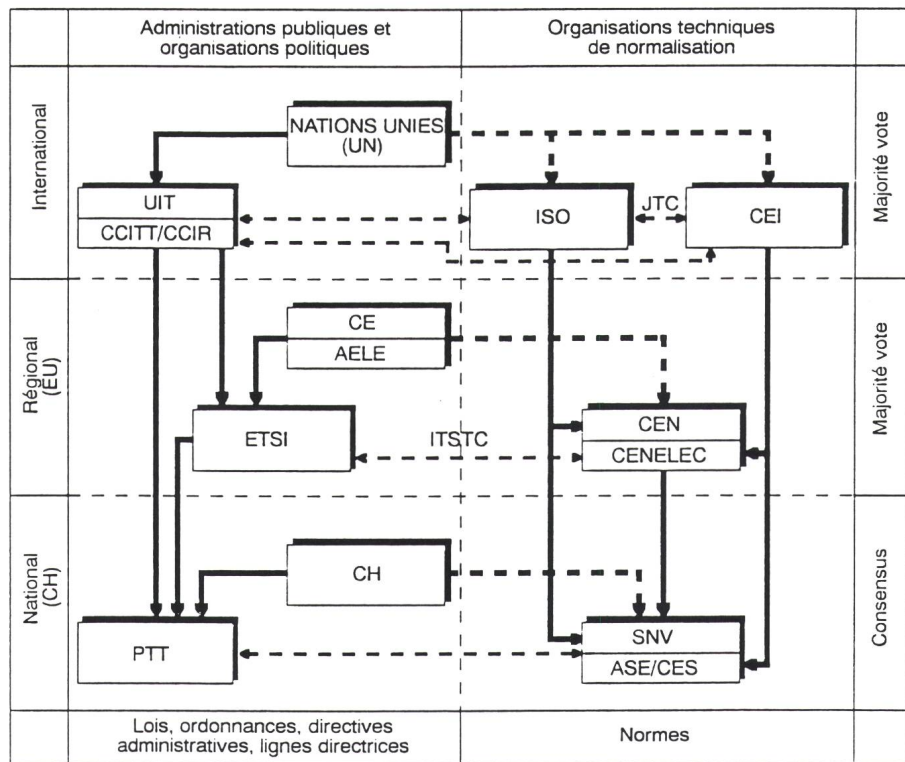 Administrations publiques et
organisations politiques
Organisations techniques
de normalisation
International
NATIONS UNIES
(UN)
UIT
CCITT/CCIR
ISO
JTC
CEI
Majorité vote
Régional
(EU)
CE
AELE
ETSI
ITSTC
CEN
CENELEC
Majorité vote
National
(CH)
CH
PTT
SNV
ASE/CES
Consensus
Lois, ordonnances, directives
administratives, lignes directrices
Normes